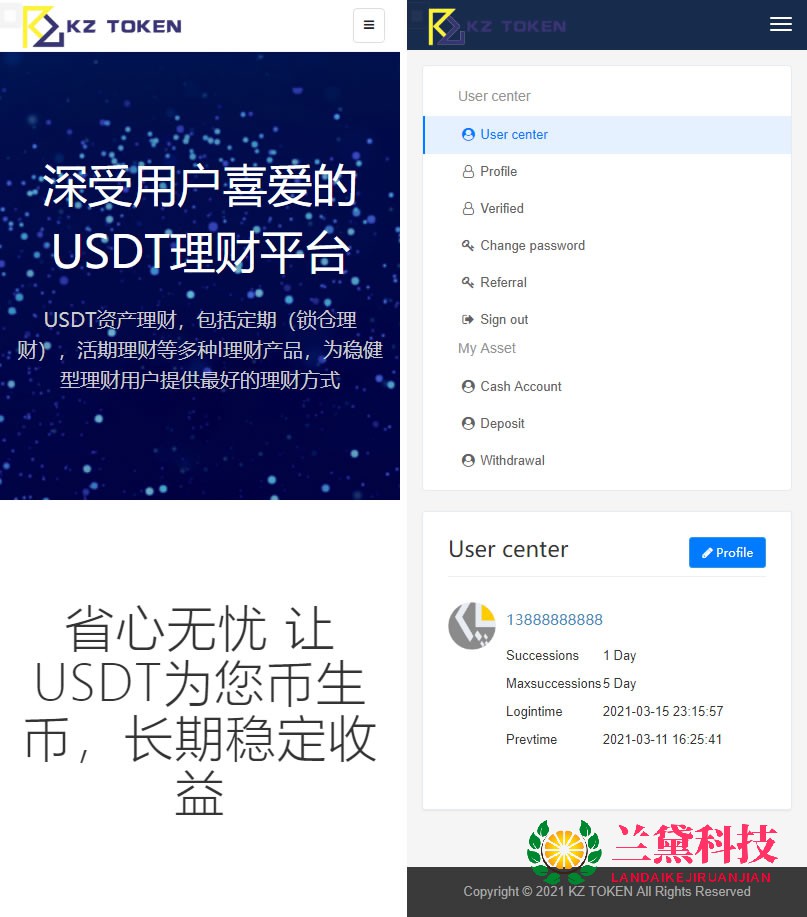 KZ TOKEN
深受用户喜爱的
USDT理财平台
USDT资产理财，包括定期（锁仓理
财），活期理财等多种l理财产品，为稳健
型理财用户提供最好的理财方式
省心无忧 让
USDT为您币生
币，长期稳定收
益
KZ TOKEN
User center
User center
Profile
Verified
Change password
Referral
Sign out
My Asset
Cash Account
Deposit
Withdrawal
User center
Profile
13888888888
Successions 1 Day
Maxsuccessions 5 Day
Logintime 2021-03-15 23:15:57
Prevtime 2021-03-11 16:25:41
兰黛科技
LANDAIKEJIRUANJIAN
Copyright © 2021 KZ TOKEN All Rights Reserved